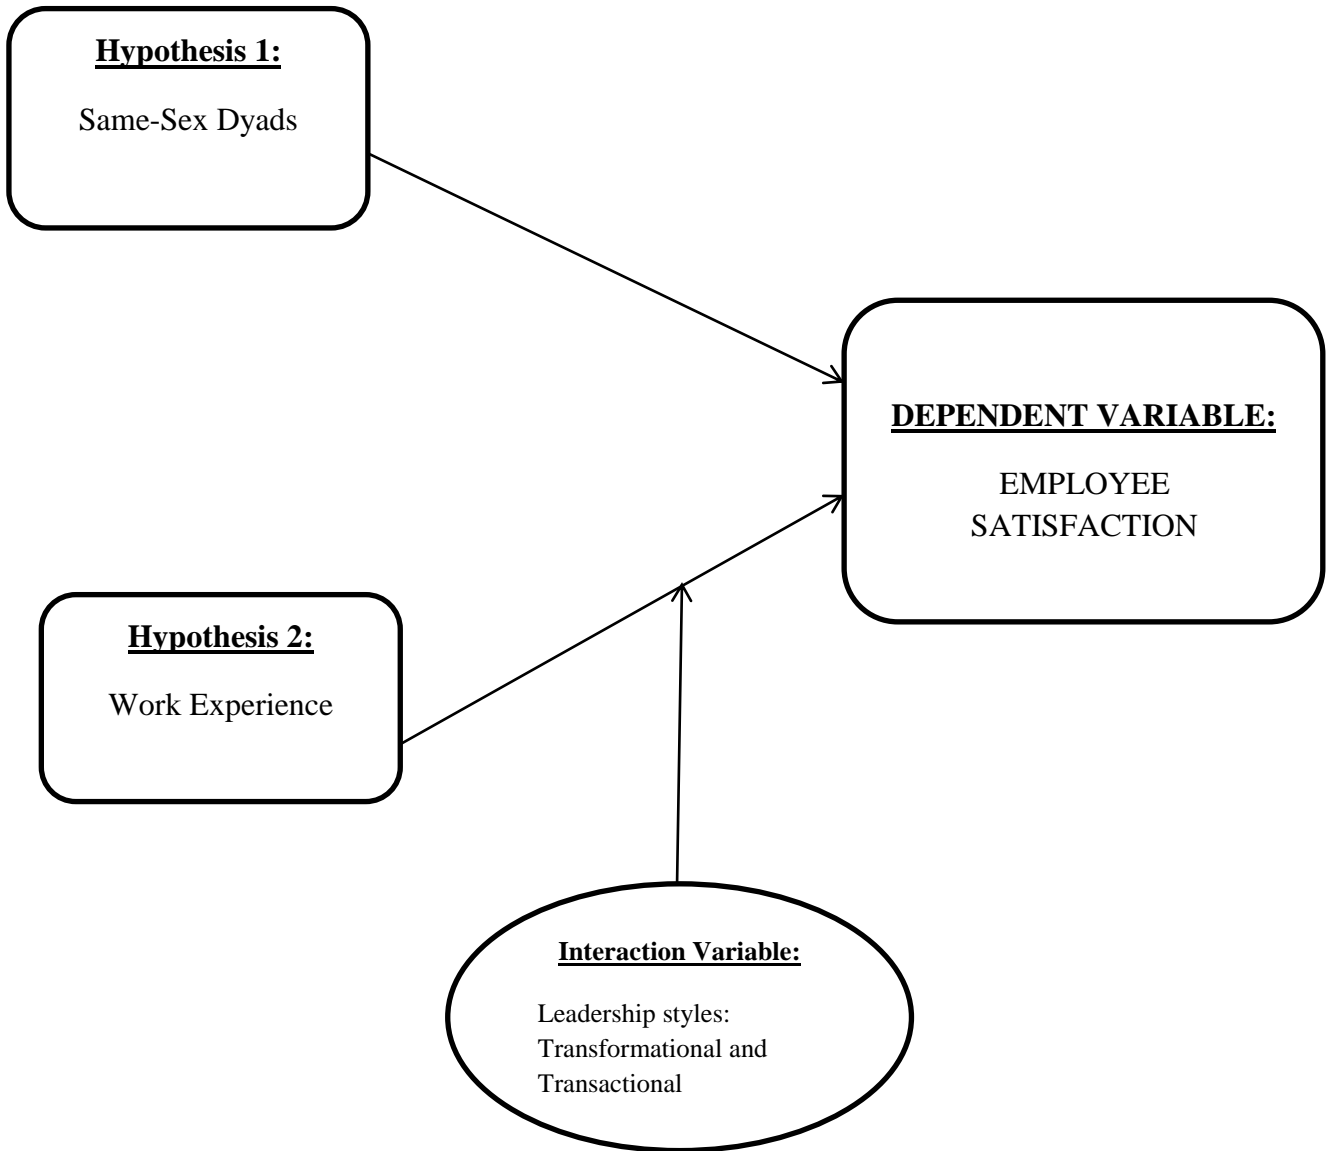 Hypothesis 1:
Same-Sex Dyads
DEPENDENT VARIABLE:
EMPLOYEE
SATISFACTION
Hypothesis 2:
Work Experience
Interaction Variable:
Leadership styles:
Transformational and
Transactional